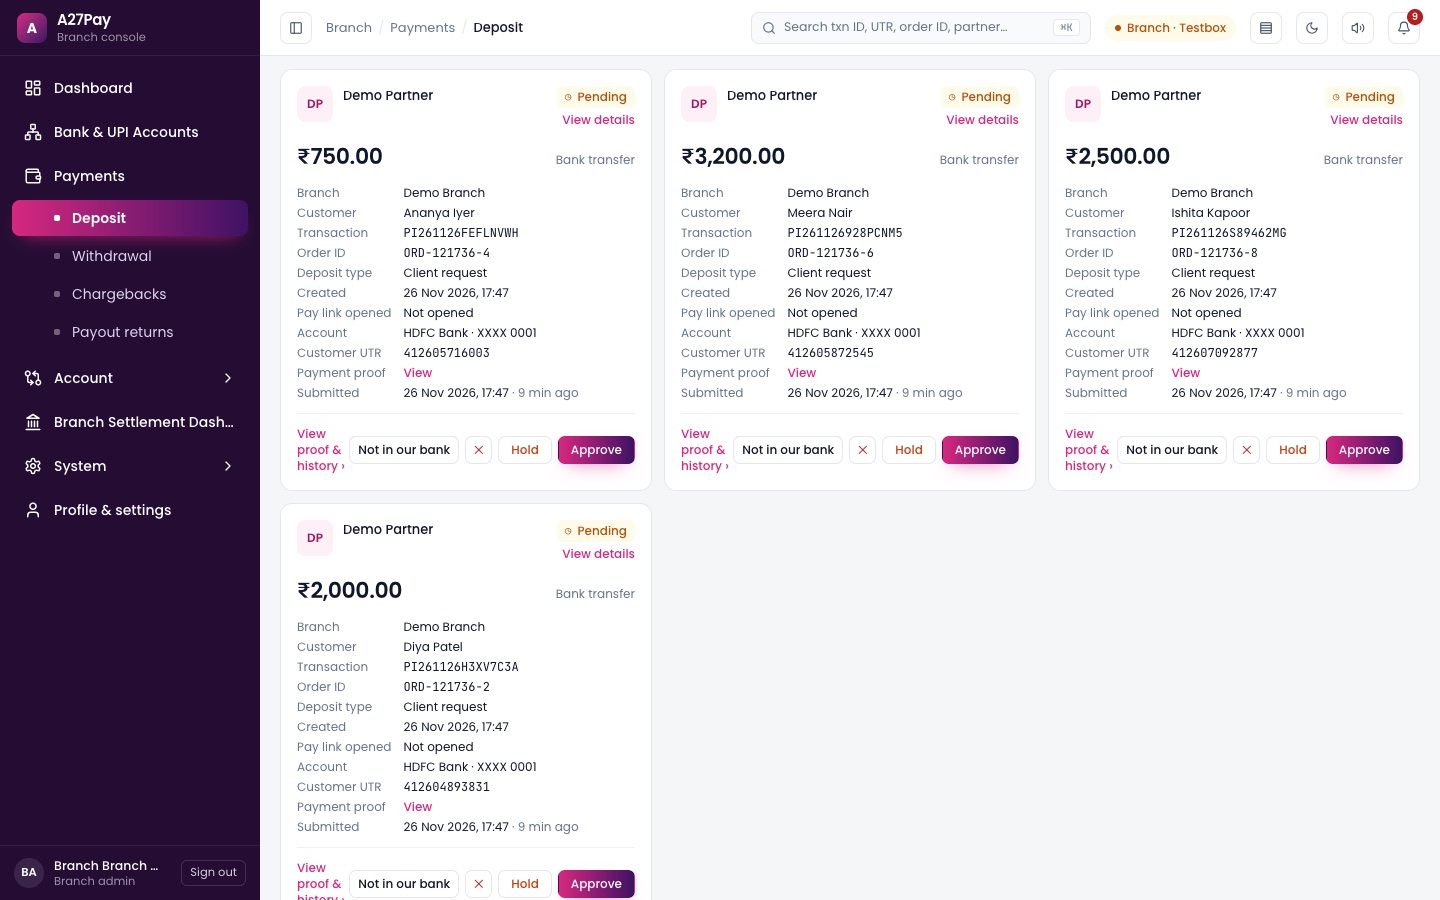 A
A27Pay
Branch console
Dashboard
Bank & UPI Accounts
Payments
Deposit
Withdrawal
Chargebacks
Payout returns
Account
Branch Settlement Dash...
System
Profile & settings
BA
Branch Branch ...
Branch admin
Sign out
Branch / Payments / Deposit
Search txn ID, UTR, order ID, partner...
⌘K
Branch · Testbox
9
DP
Demo Partner
Pending
View details
₹750.00
Bank transfer
Branch Demo Branch
Customer Ananya Iyer
Transaction PI261126FEFLNVWH
Order ID ORD-121736-4
Deposit type Client request
Created 26 Nov 2026, 17:47
Pay link opened Not opened
Account HDFC Bank · XXXX 0001
Customer UTR 412605716003
Payment proof View
Submitted 26 Nov 2026, 17:47 · 9 min ago
View
proof &
history ›
Not in our bank
Hold
Approve
DP
Demo Partner
Pending
View details
₹3,200.00
Bank transfer
Branch Demo Branch
Customer Meera Nair
Transaction PI261126928PCNM5
Order ID ORD-121736-6
Deposit type Client request
Created 26 Nov 2026, 17:47
Pay link opened Not opened
Account HDFC Bank · XXXX 0001
Customer UTR 412605872545
Payment proof View
Submitted 26 Nov 2026, 17:47 · 9 min ago
View
proof &
history ›
Not in our bank
Hold
Approve
DP
Demo Partner
Pending
View details
₹2,500.00
Bank transfer
Branch Demo Branch
Customer Ishita Kapoor
Transaction PI261126S89462MG
Order ID ORD-121736-8
Deposit type Client request
Created 26 Nov 2026, 17:47
Pay link opened Not opened
Account HDFC Bank · XXXX 0001
Customer UTR 412607092877
Payment proof View
Submitted 26 Nov 2026, 17:47 · 9 min ago
View
proof &
history ›
Not in our bank
Hold
Approve
DP
Demo Partner
Pending
View details
₹2,000.00
Bank transfer
Branch Demo Branch
Customer Diya Patel
Transaction PI261126H3XV7C3A
Order ID ORD-121736-2
Deposit type Client request
Created 26 Nov 2026, 17:47
Pay link opened Not opened
Account HDFC Bank · XXXX 0001
Customer UTR 412604893831
Payment proof View
Submitted 26 Nov 2026, 17:47 · 9 min ago
View
proof &
history ›
Not in our bank
Hold
Approve